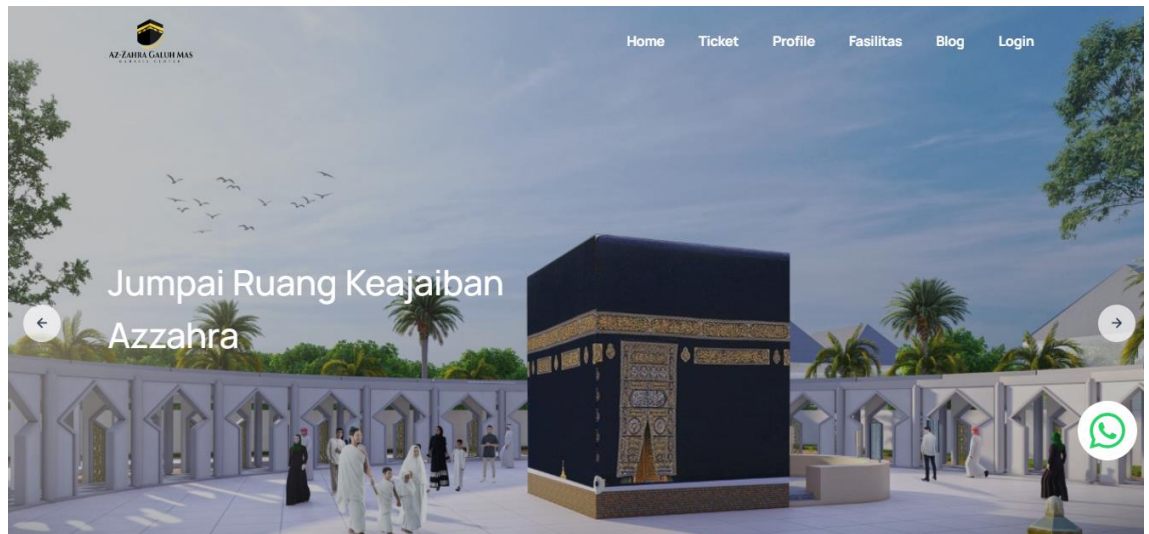 AZ-ZAHRA GALUH MAS
Home
Ticket
Profile
Fasilitas
Blog
Login
Jumpai Ruang Keajaiban
Azzahra